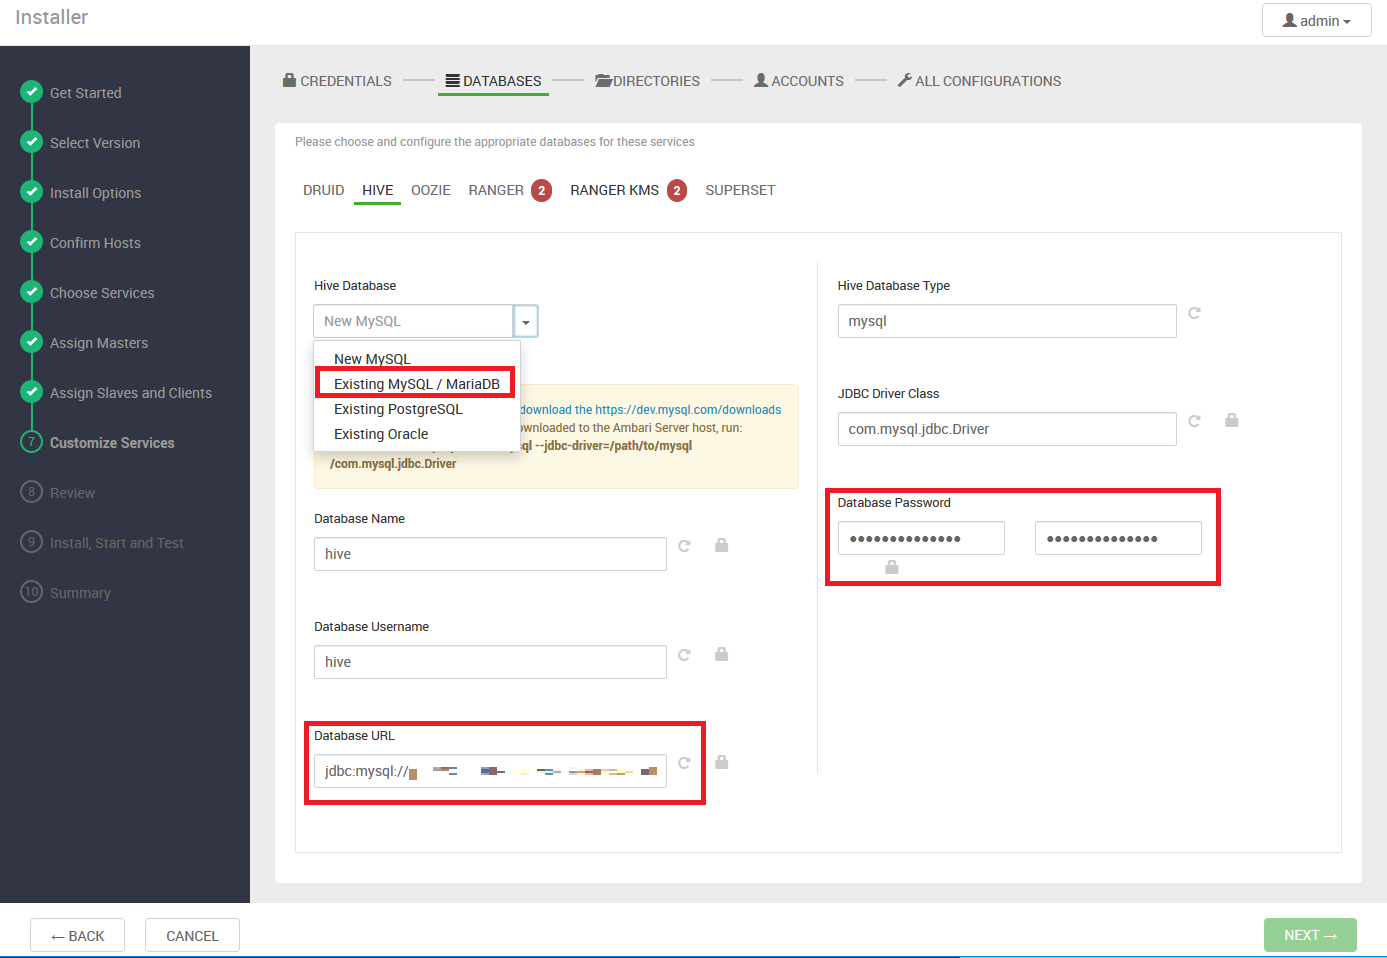 Installer
admin
Get Started
Select Version
Install Options
Confirm Hosts
Choose Services
Assign Masters
Assign Slaves and Clients
7 Customize Services
8 Review
9 Install, Start and Test
10 Summary
CREDENTIALS
DATABASES
DIRECTORIES
ACCOUNTS
ALL CONFIGURATIONS
Please choose and configure the appropriate databases for these services
DRUID HIVE OOZIE RANGER 2 RANGER KMS 2 SUPERSET
Hive Database
New MySQL
New MySQL
Existing MySQL / MariaDB
Existing PostgreSQL
Existing Oracle
download the https://dev.mysql.com/downloads
ownloaded to the Ambari Server host, run:
sql --jdbc-driver=/path/to/mysql
/com.mysql.jdbc.Driver
Database Name
hive
Database Username
hive
Database URL
jdbc:mysql://
Hive Database Type
mysql
JDBC Driver Class
com.mysql.jdbc.Driver
Database Password
•••••••••••••• ••••••••••••••
← BACK
CANCEL
NEXT →